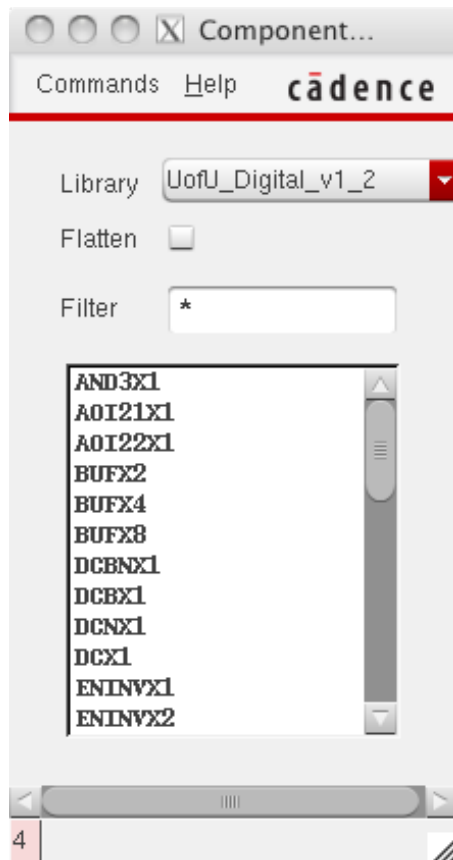 X Component...
Commands Help cādence
Library UofU_Digital_v1_2
Flatten
Filter *
AND3X1
AOI21X1
AOI22X1
BUFX2
BUFX4
BUFX8
DCBNX1
DCBX1
DCNX1
DCX1
ENINVX1
ENINVX2
4